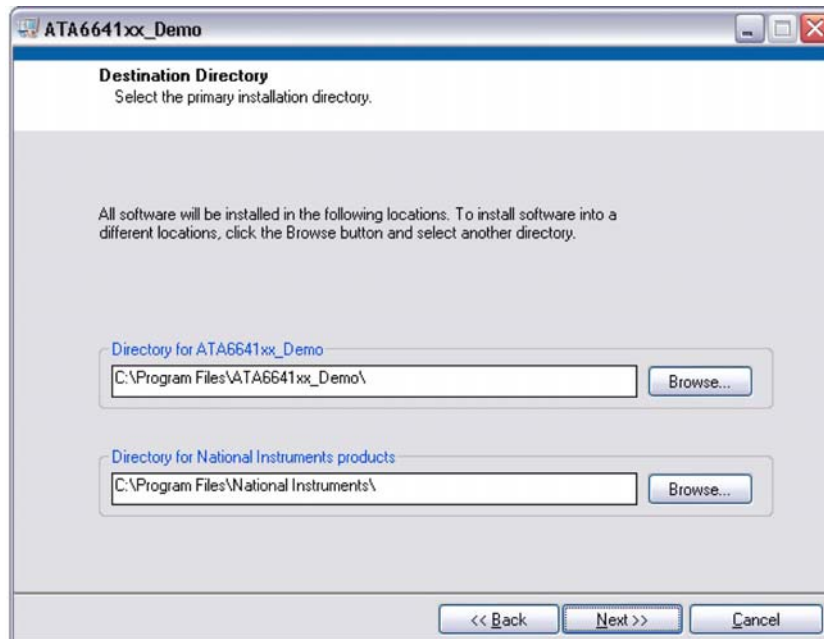 ATA6641xx_Demo
Destination Directory
Select the primary installation directory.
All software will be installed in the following locations. To install software into a
different locations, click the Browse button and select another directory.
Directory for ATA6641xx_Demo
C:\Program Files\ATA6641xx_Demo\
Browse...
Directory for National Instruments products
C:\Program Files\National Instruments\
Browse...
<< Back
Next >>
Cancel